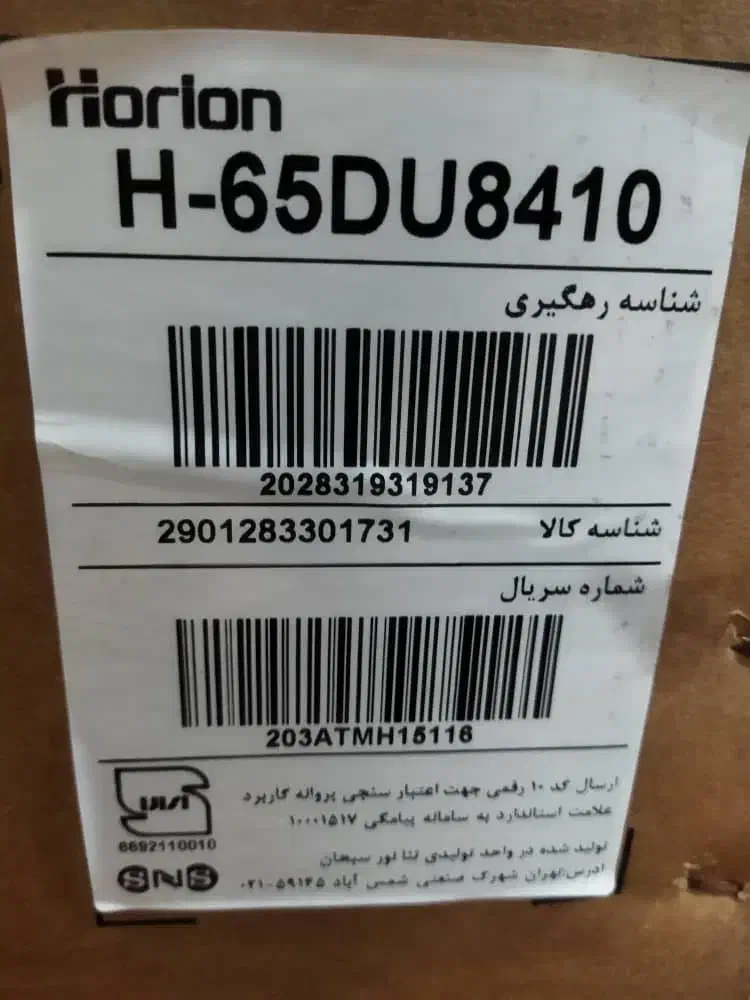 Horion
H-65DU8410
شناسه رهگیری
2028319319137
شناسه کالا 2901283301731
شماره سریال
203ATMH15116
ارسال کد ۱۰ رقمی جهت اعتبار سنجی پروانه کاربرد
علامت استاندارد به سامانه پیامکی ۱۰۰۰۱۵۱۷
6692110010
تولید شده در واحد تولیدی ثنا نور سبهان
آدرس:تهران شهرک صنعتی شمس آباد ۵۹۱۴۵-۰۲۱
SNS